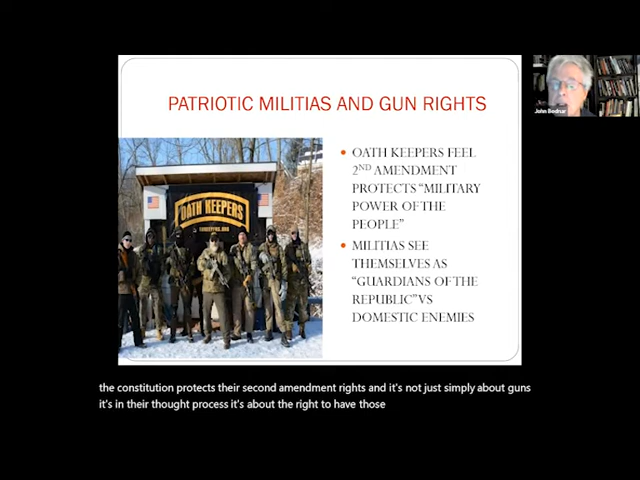 PATRIOTIC MILITIAS AND GUN RIGHTS
John Bodnar
OATH KEEPERS FEEL
2ND AMENDMENT
PROTECTS "MILITARY
POWER OF THE
PEOPLE"
OATH KEEPERS
MILITIAS SEE
THEMSELVES AS
"GUARDIANS OF THE
REPUBLIC"VS
DOMESTIC ENEMIES
the constitution protects their second amendment rights and it's not just simply about guns
it's in their thought process it's about the right to have those